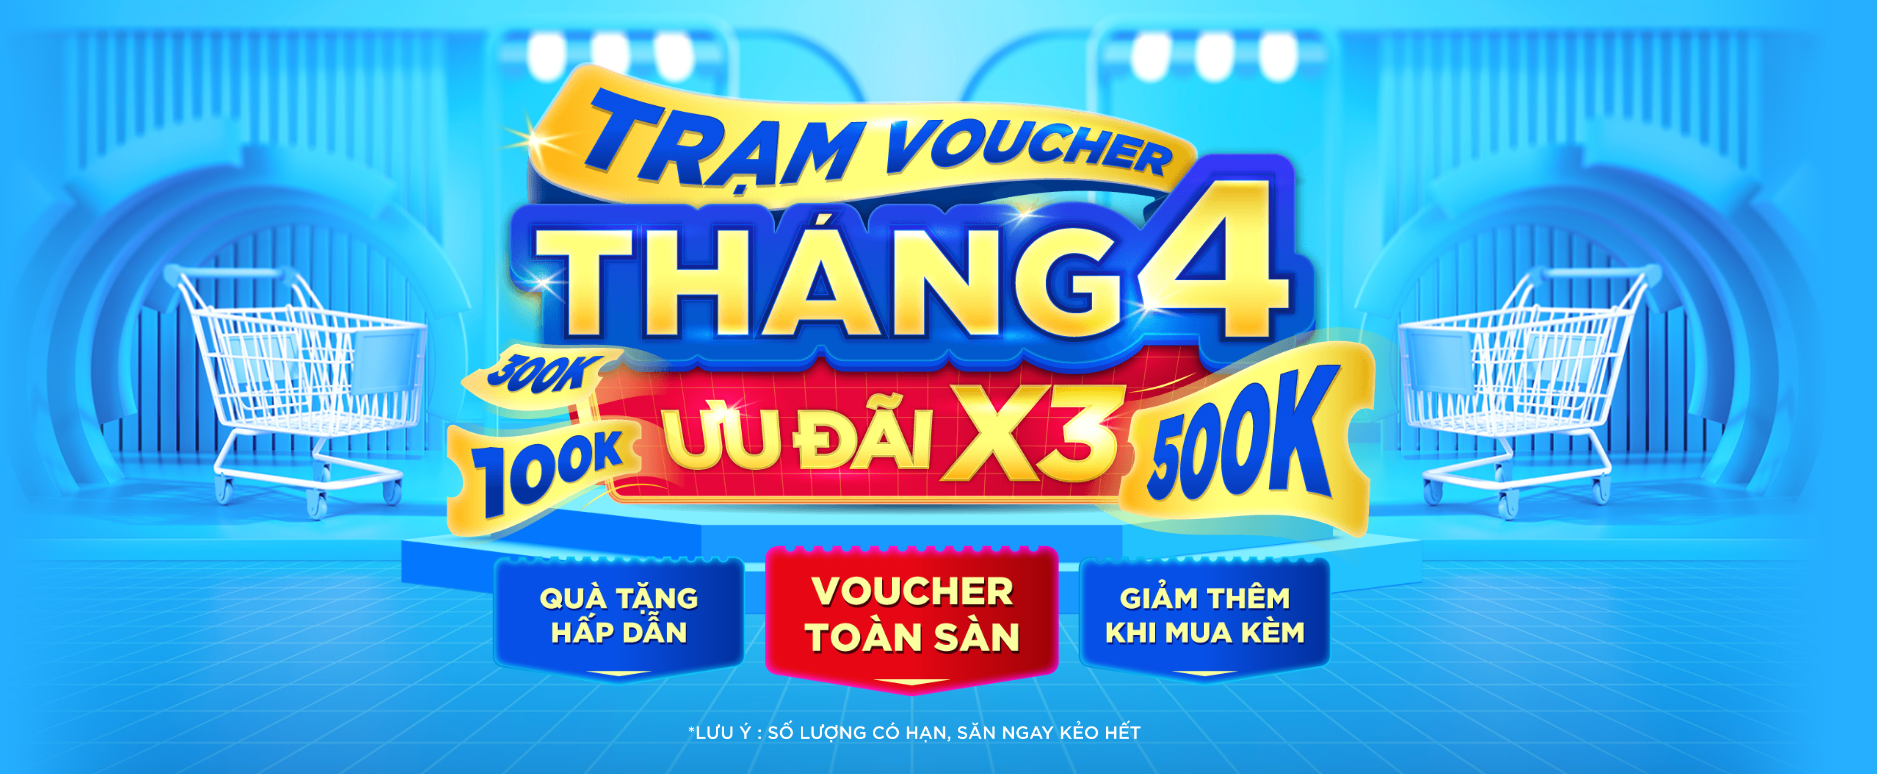 TRẠM VOUCHER
THÁNG 4
300K
ƯU ĐÃI X3
100K
500K
QUÀ TẶNG
HẤP DẪN
VOUCHER
TOÀN SÀN
GIẢM THÊM
KHI MUA KÈM
*LƯU Ý : SỐ LƯỢNG CÓ HẠN, SĂN NGAY KẺO HẾT